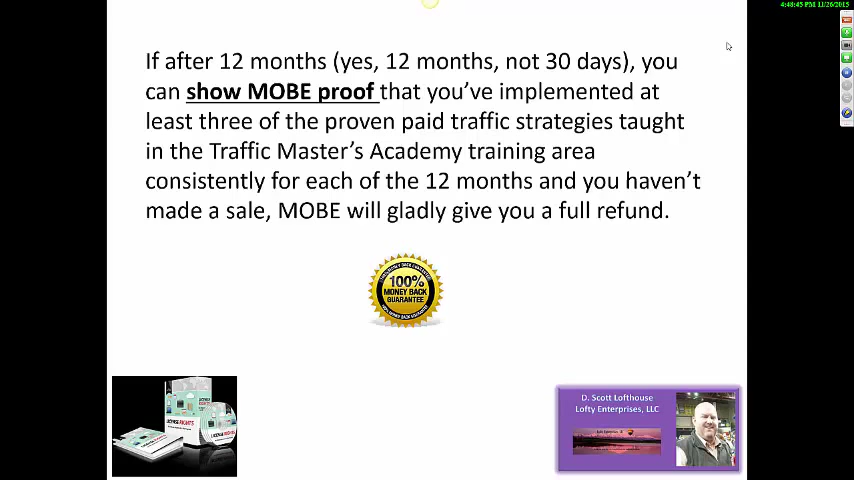 4:48:45 PM 11/26/2015
If after 12 months (yes, 12 months, not 30 days), you
can show MOBE proof that you've implemented at
least three of the proven paid traffic strategies taught
in the Traffic Master's Academy training area
consistently for each of the 12 months and you haven't
made a sale, MOBE will gladly give you a full refund.
100%
MONEY BACK
GUARANTEE
LICENSE RIGHTS
D. Scott Lofthouse
Lofty Enterprises, LLC